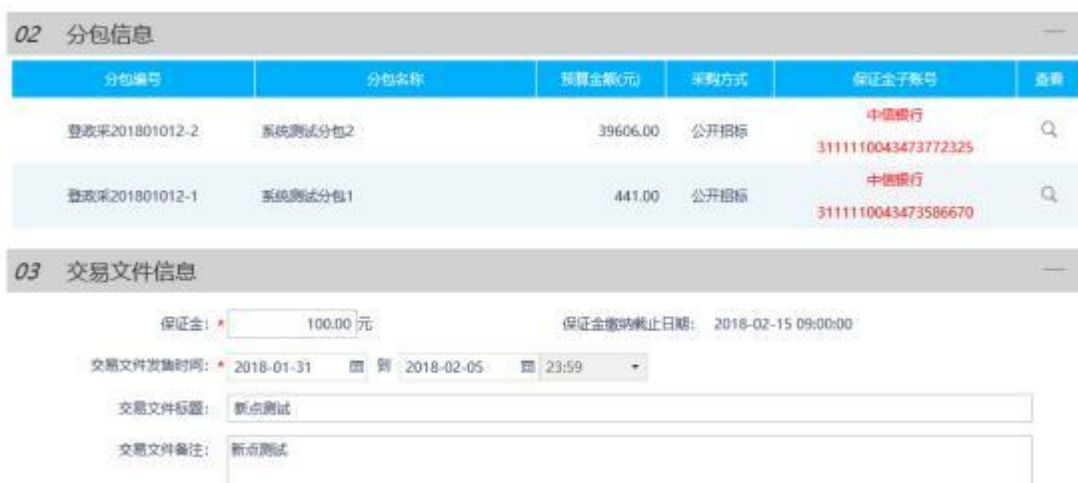 02 分包信息
分包编号 分包名称 预算金额(元) 采购方式 保证金子账号 查看
登政采201801012-2 系统测试分包2 39606.00 公开招标 中信银行
3111110043473772325
登政采201801012-1 系统测试分包1 441.00 公开招标 中信银行
3111110043473586670
03 交易文件信息
保证金: * 100.00 元 保证金缴纳截止日期: 2018-02-15 09:00:00
交易文件发售时间: * 2018-01-31 到 2018-02-05 23:59
交易文件标题: 新点测试
交易文件备注: 新点测试